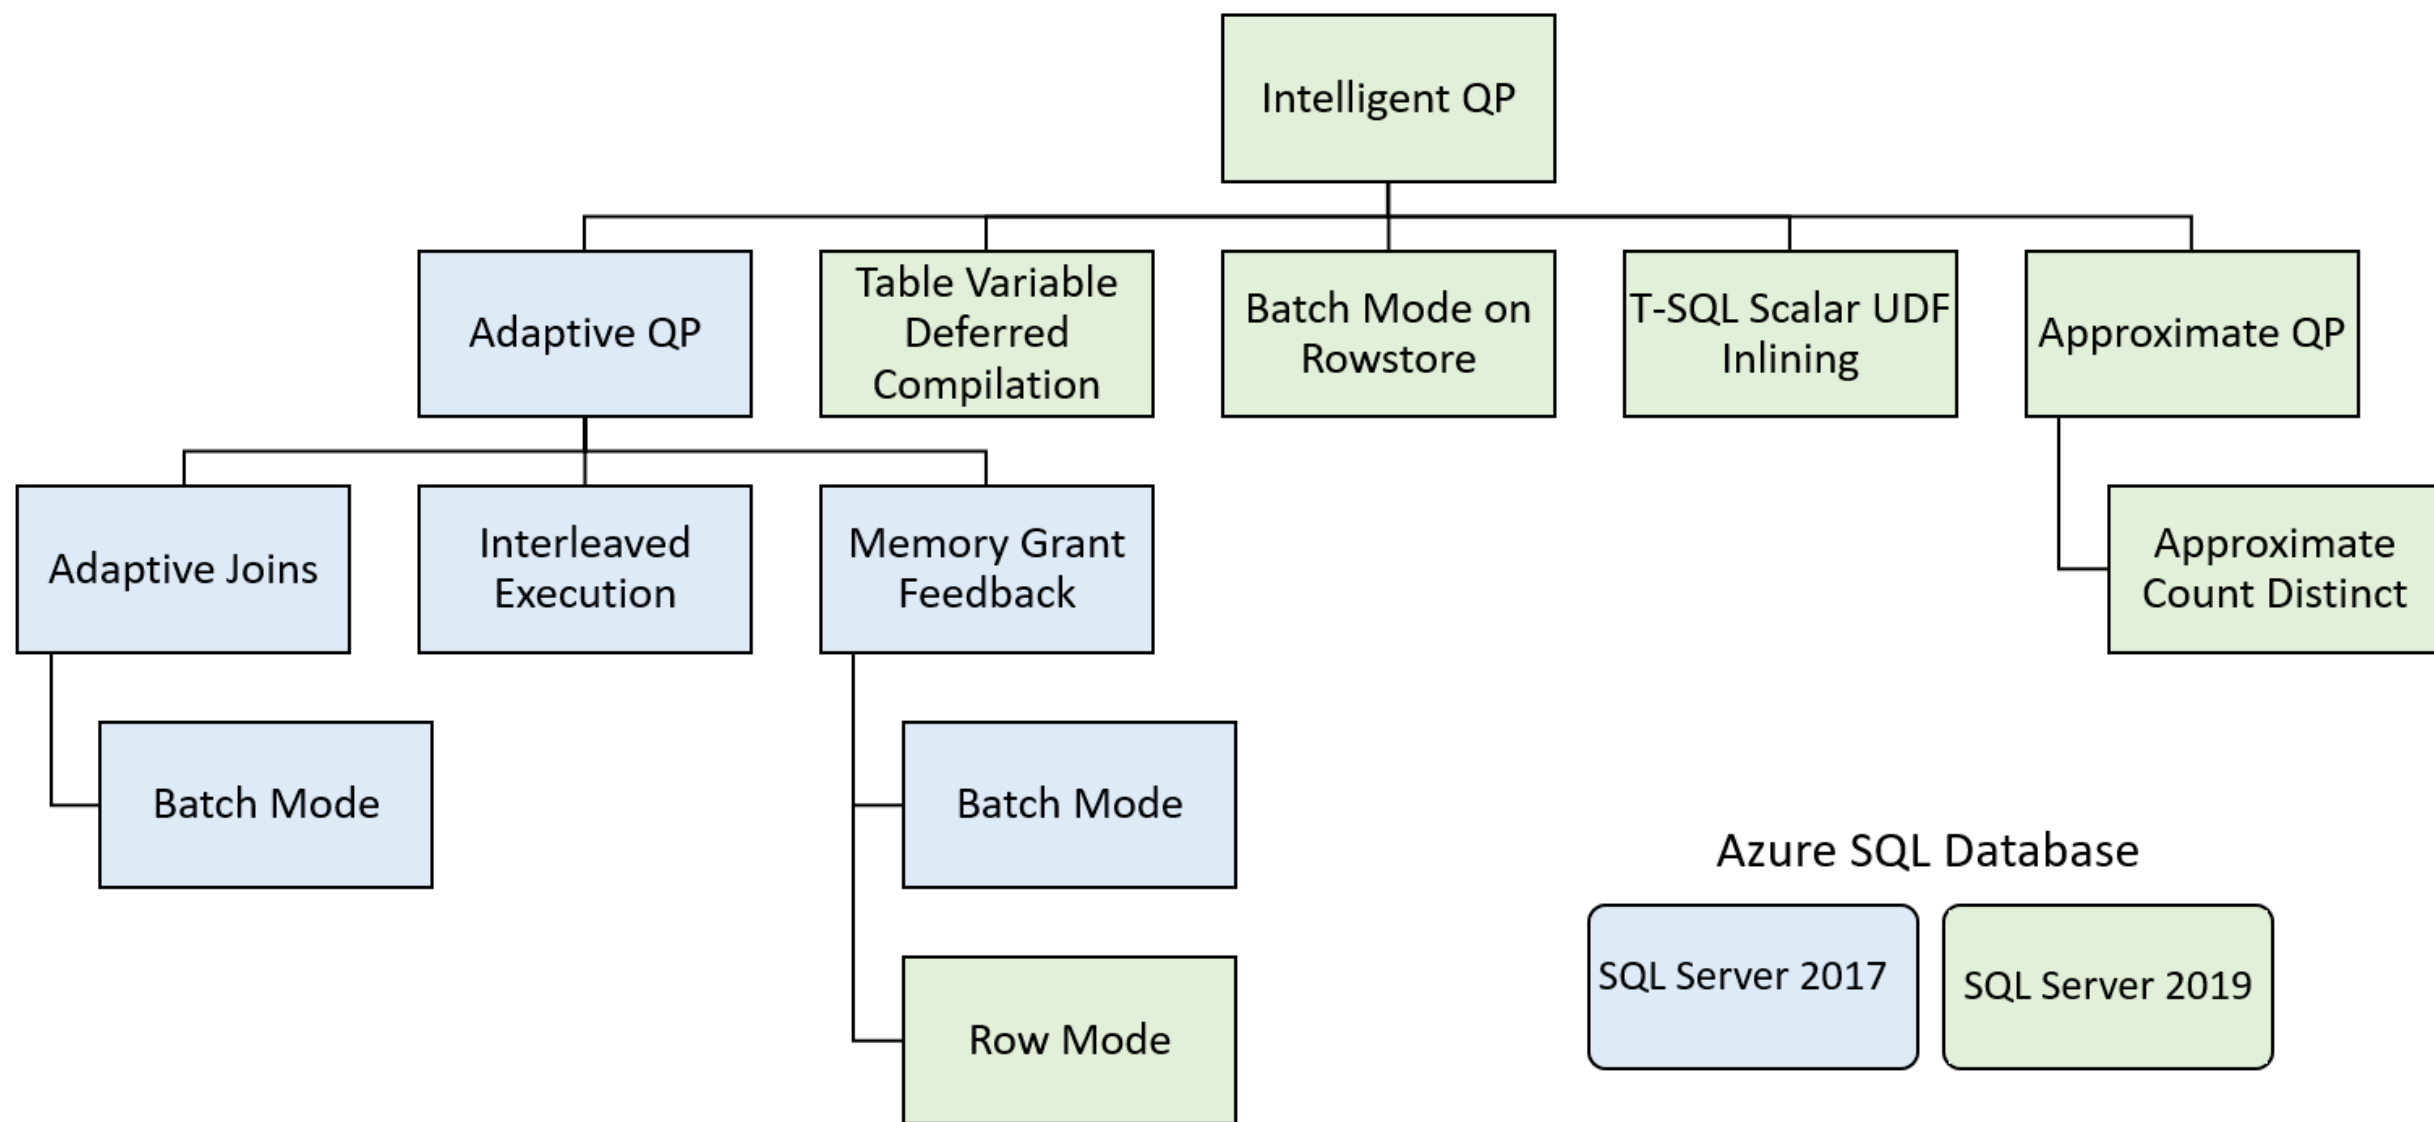 Intelligent QP
Adaptive QP
Table Variable
Deferred
Compilation
Batch Mode on
Rowstore
T-SQL Scalar UDF
Inlining
Approximate QP
Adaptive Joins
Interleaved
Execution
Memory Grant
Feedback
Approximate
Count Distinct
Batch Mode
Batch Mode
Row Mode
Azure SQL Database
SQL Server 2017
SQL Server 2019